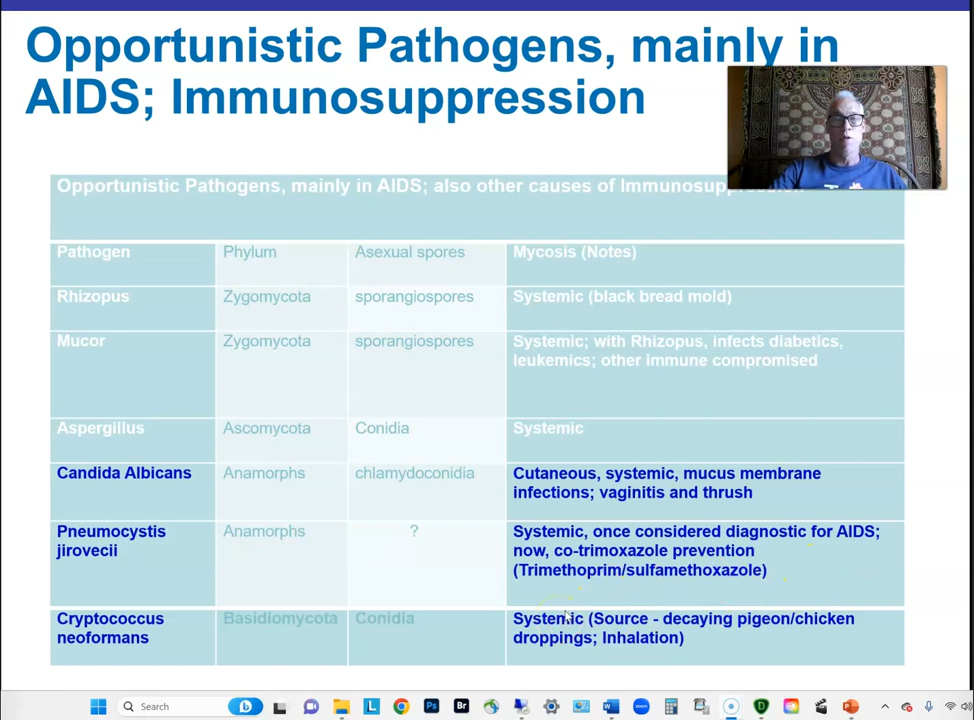 Opportunistic Pathogens, mainly in
AIDS; Immunosuppression
Opportunistic Pathogens, mainly in AIDS; also other causes of
Pathogen Phylum Asexual spores Mycosis (Notes)
Rhizopus Zygomycota sporangiospores Systemic (black bread mold)
Mucor Zygomycota sporangiospores Systemic; with Rhizopus, infects diabetics,
leukemics; other immune compromised
Aspergillus Ascomycota Conidia Systemic
Candida Albicans Anamorphs chlamydoconidia Cutaneous, systemic, mucus membrane
infections; vaginitis and thrush
Pneumocystis Anamorphs ? Systemic, once considered diagnostic for AIDS;
jirovecii now, co-trimoxazole prevention
(Trimethoprim/sulfamethoxazole)
Cryptococcus Basidiomycota Conidia Systemic (Source - decaying pigeon/chicken
neoformans droppings; Inhalation)
Search